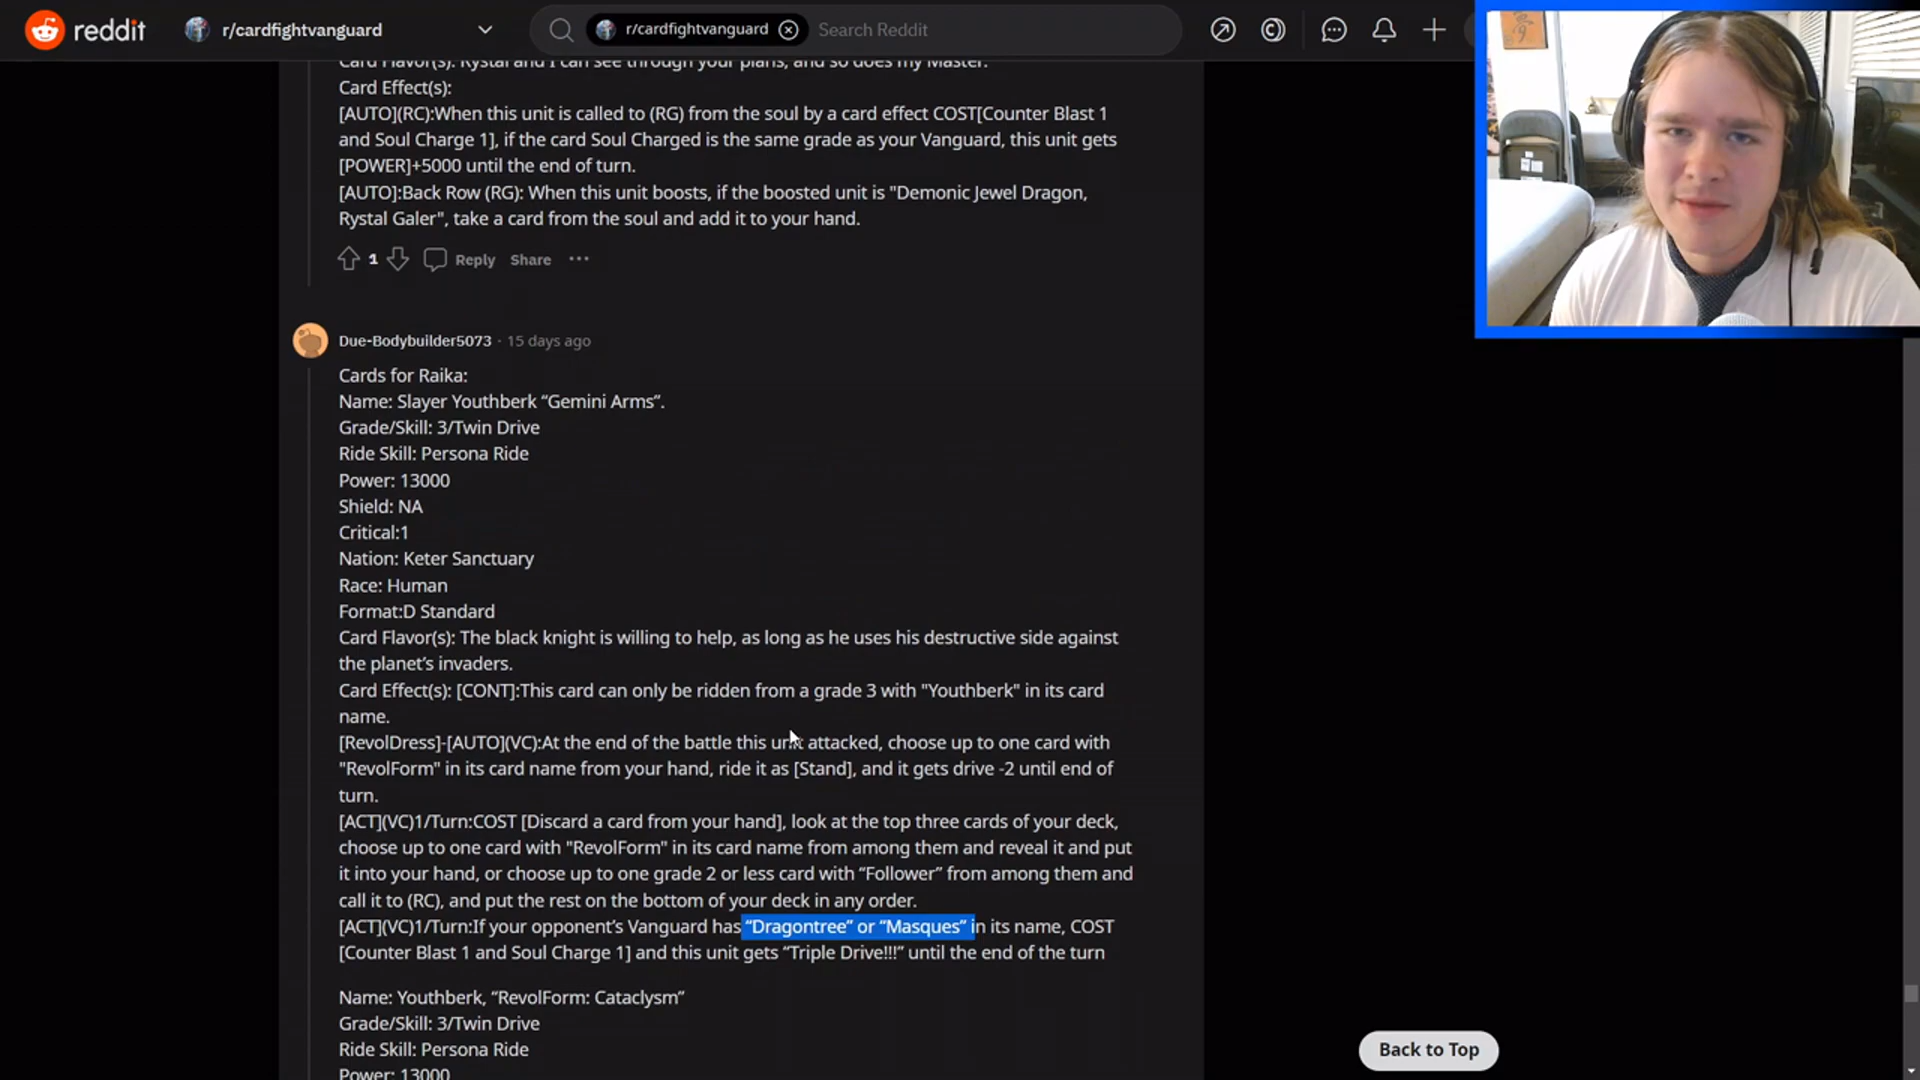 reddit
r/cardfightvanguard
r/cardfightvanguard
Search Reddit
Card Flavor(s): Rystal and I can see through your plans, and so does my Master.
Card Effect(s):
[AUTO](RC):When this unit is called to (RG) from the soul by a card effect COST[Counter Blast 1
and Soul Charge 1], if the card Soul Charged is the same grade as your Vanguard, this unit gets
[POWER]+5000 until the end of turn.
[AUTO]:Back Row (RG): When this unit boosts, if the boosted unit is "Demonic Jewel Dragon,
Rystal Galer", take a card from the soul and add it to your hand.
1 Reply Share
Due-Bodybuilder5073 · 15 days ago
Cards for Raika:
Name: Slayer Youthberk “Gemini Arms”.
Grade/Skill: 3/Twin Drive
Ride Skill: Persona Ride
Power: 13000
Shield: NA
Critical:1
Nation: Keter Sanctuary
Race: Human
Format:D Standard
Card Flavor(s): The black knight is willing to help, as long as he uses his destructive side against
the planet’s invaders.
Card Effect(s): [CONT]:This card can only be ridden from a grade 3 with "Youthberk" in its card
name.
[RevolDress]-[AUTO](VC):At the end of the battle this unit attacked, choose up to one card with
"RevolForm" in its card name from your hand, ride it as [Stand], and it gets drive -2 until end of
turn.
[ACT](VC)1/Turn:COST [Discard a card from your hand], look at the top three cards of your deck,
choose up to one card with "RevolForm" in its card name from among them and reveal it and put
it into your hand, or choose up to one grade 2 or less card with “Follower” from among them and
call it to (RC), and put the rest on the bottom of your deck in any order.
[ACT](VC)1/Turn:If your opponent’s Vanguard has “Dragontree” or “Masques” in its name, COST
[Counter Blast 1 and Soul Charge 1] and this unit gets “Triple Drive!!!” until the end of the turn
Name: Youthberk, “RevolForm: Cataclysm”
Grade/Skill: 3/Twin Drive
Ride Skill: Persona Ride
Power: 13000
Back to Top